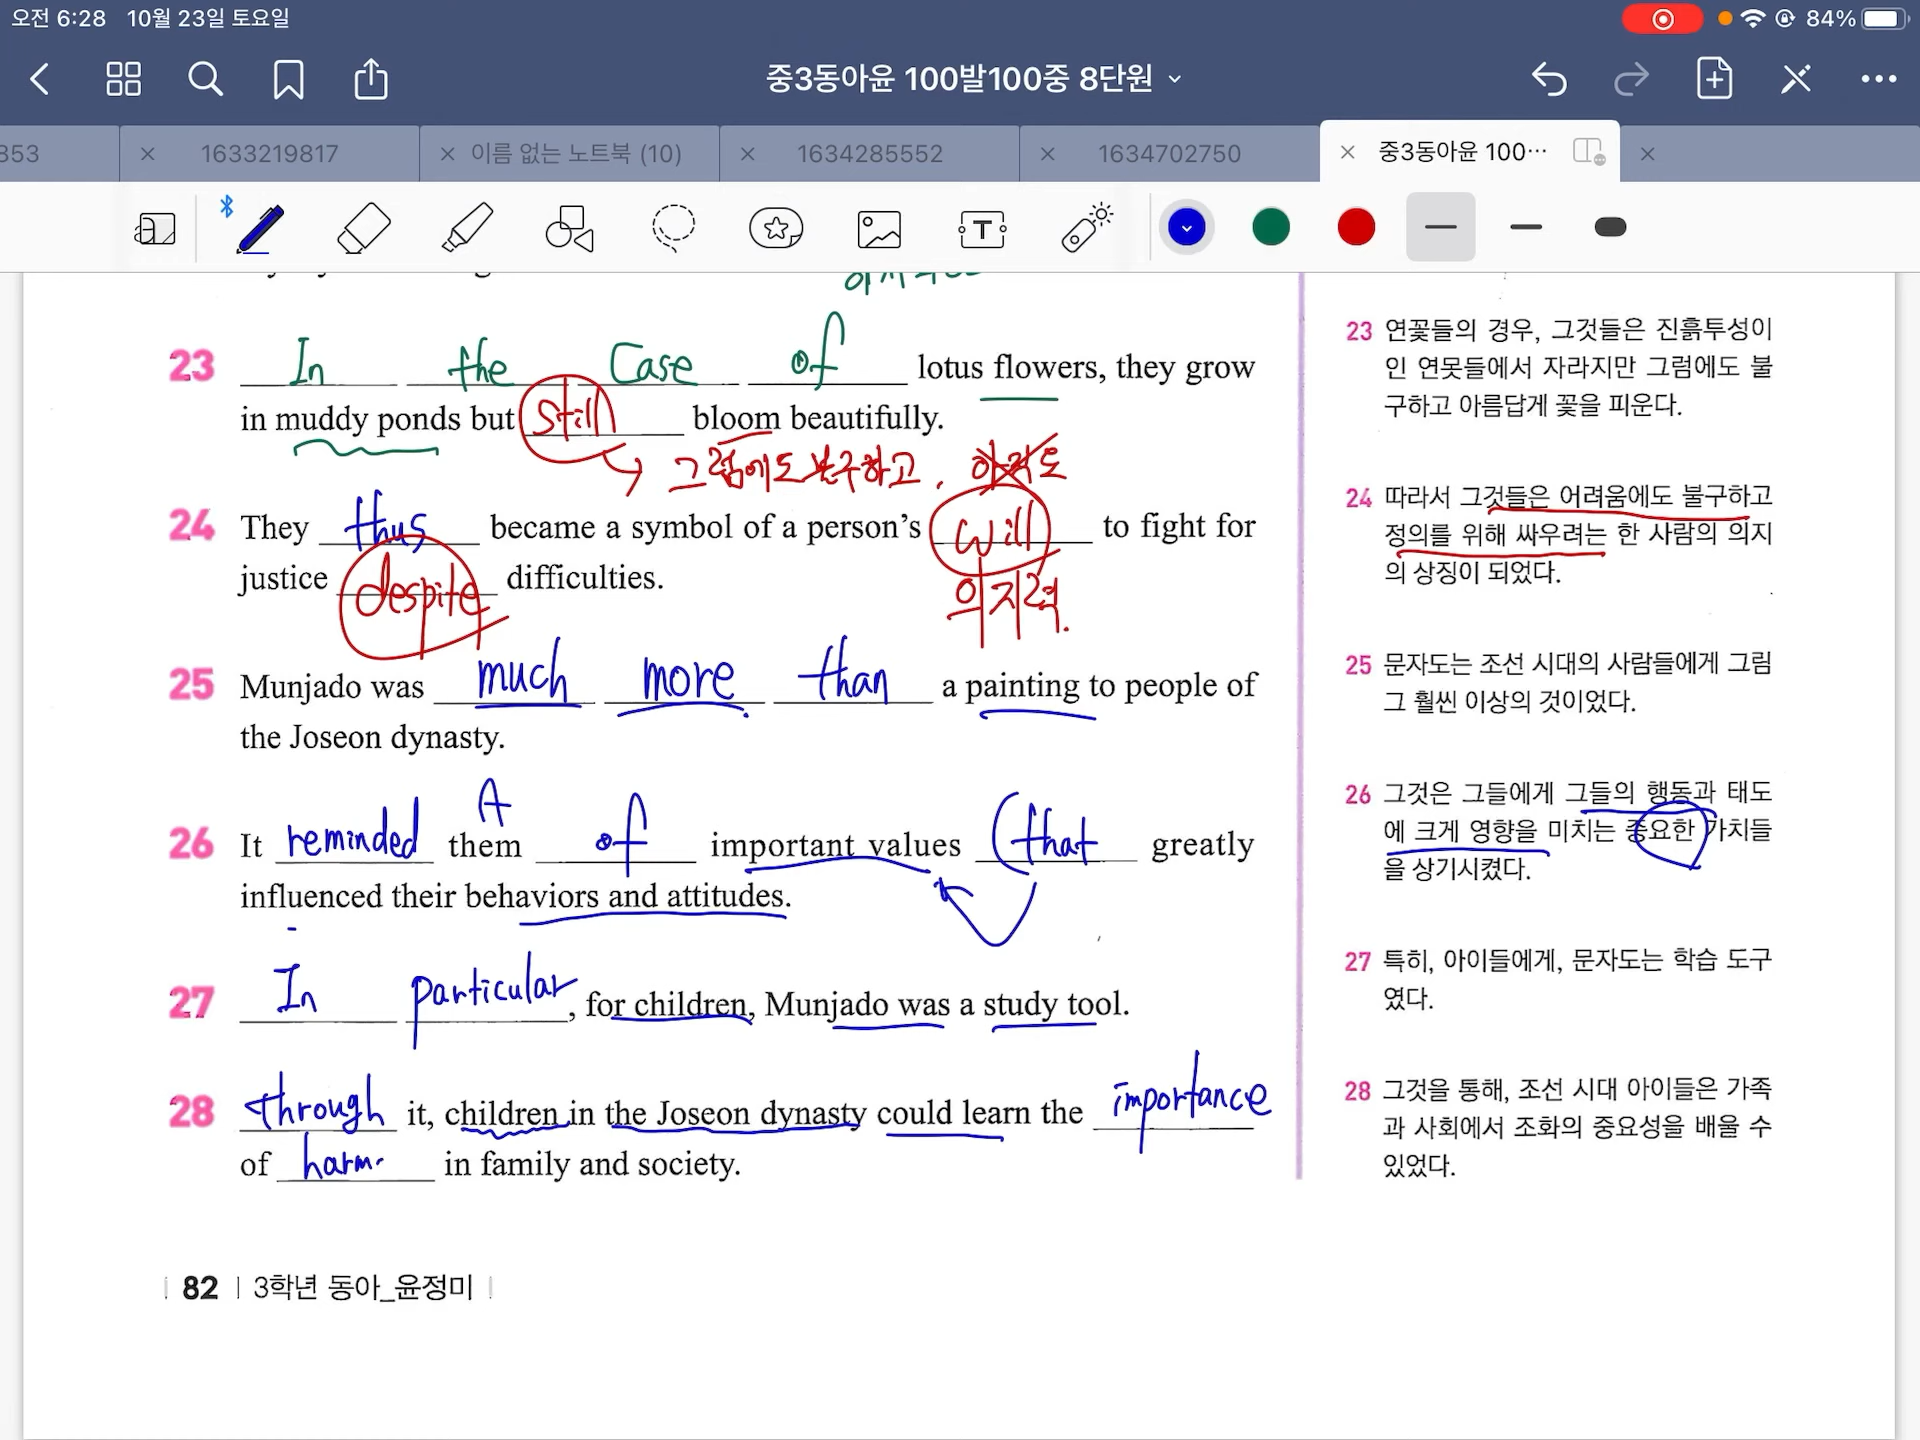 오전 6:28 10월 23일 토요일
84%
중3동아윤 100발100중 8단원
853
1633219817
이름 없는 노트북 (10)
1634285552
1634702750
중3동아윤 100…
23 In the Case of lotus flowers, they grow
in muddy ponds but still bloom beautifully.
그럼에도 불구하고, 아직도
24 They thus became a symbol of a person's will to fight for
justice despite difficulties.
의지력.
25 Munjado was much more than a painting to people of
the Joseon dynasty.
A
26 It reminded them of important values (that greatly
influenced their behaviors and attitudes.
27 In particular, for children, Munjado was a study tool.
28 through it, children in the Joseon dynasty could learn the importance
of harm in family and society.
23 연꽃들의 경우, 그것들은 진흙투성이
인 연못들에서 자라지만 그럼에도 불
구하고 아름답게 꽃을 피운다.
24 따라서 그것들은 어려움에도 불구하고
정의를 위해 싸우려는 한 사람의 의지
의 상징이 되었다.
25 문자도는 조선 시대의 사람들에게 그림
그 훨씬 이상의 것이었다.
26 그것은 그들에게 그들의 행동과 태도
에 크게 영향을 미치는 중요한 가치들
을 상기시켰다.
27 특히, 아이들에게, 문자도는 학습 도구
였다.
28 그것을 통해, 조선 시대 아이들은 가족
과 사회에서 조화의 중요성을 배울 수
있었다.
82 3학년 동아_윤정미